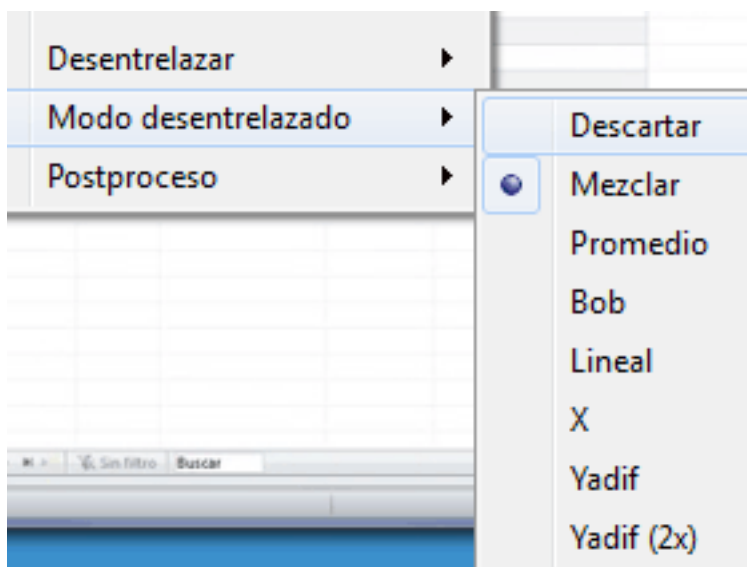 Desentrelazar
Modo desentrelazado
Postproceso
Descartar
Mezclar
Promedio
Bob
Lineal
X
Yadif
Yadif (2x)
Sin filtro Buscar